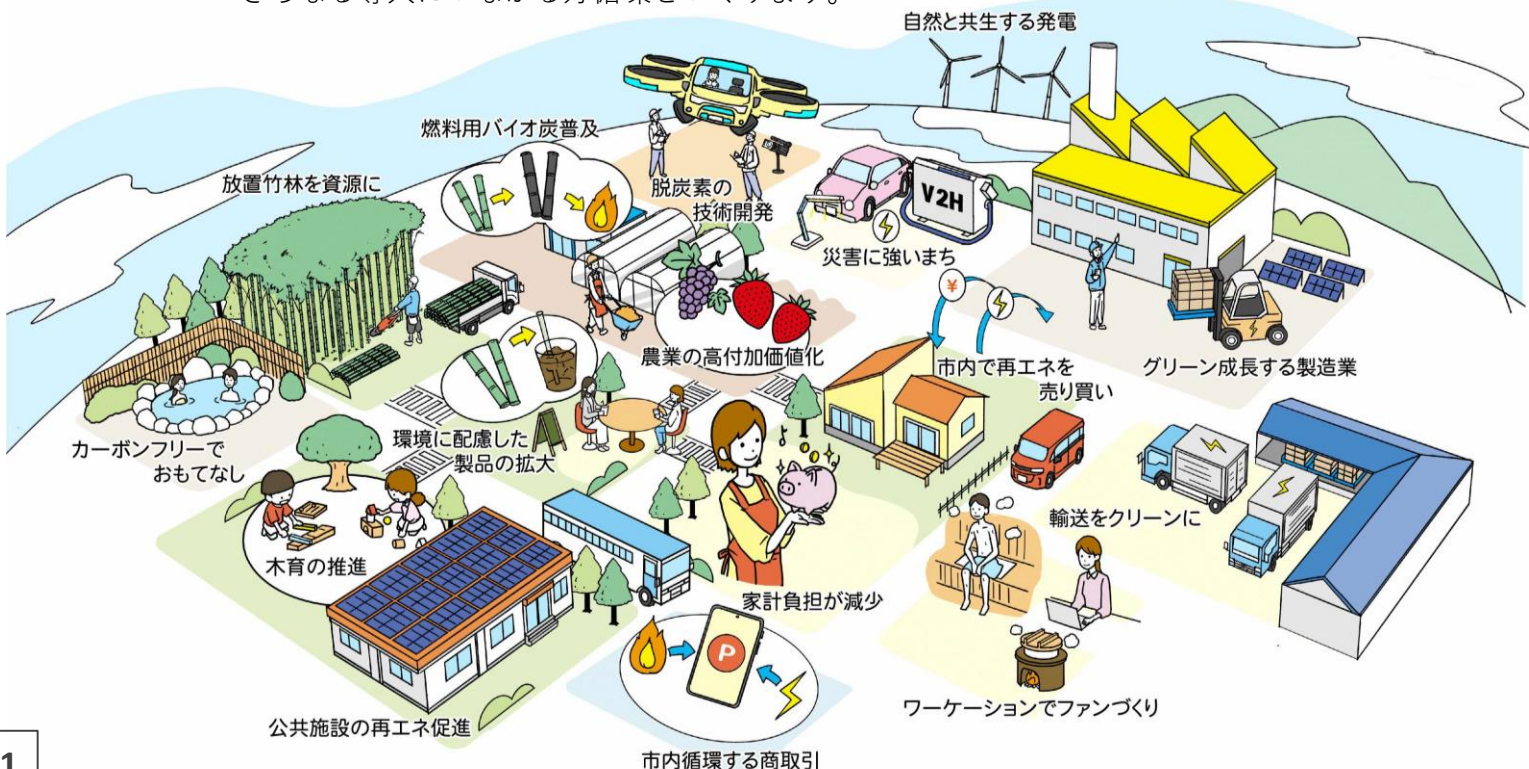 自然と共生する発電
燃料用バイオ炭普及
放置竹林を資源に
脱炭素の
技術開発
V2H
災害に強いまち
¥
農業の高付加価値化
市内で再エネを
売り買い
グリーン成長する製造業
カーボンフリーで
おもてなし
環境に配慮した
製品の拡大
輸送をクリーンに
木育の推進
家計負担が減少
P
ワーケーションでファンづくり
公共施設の再エネ促進
市内循環する商取引
1